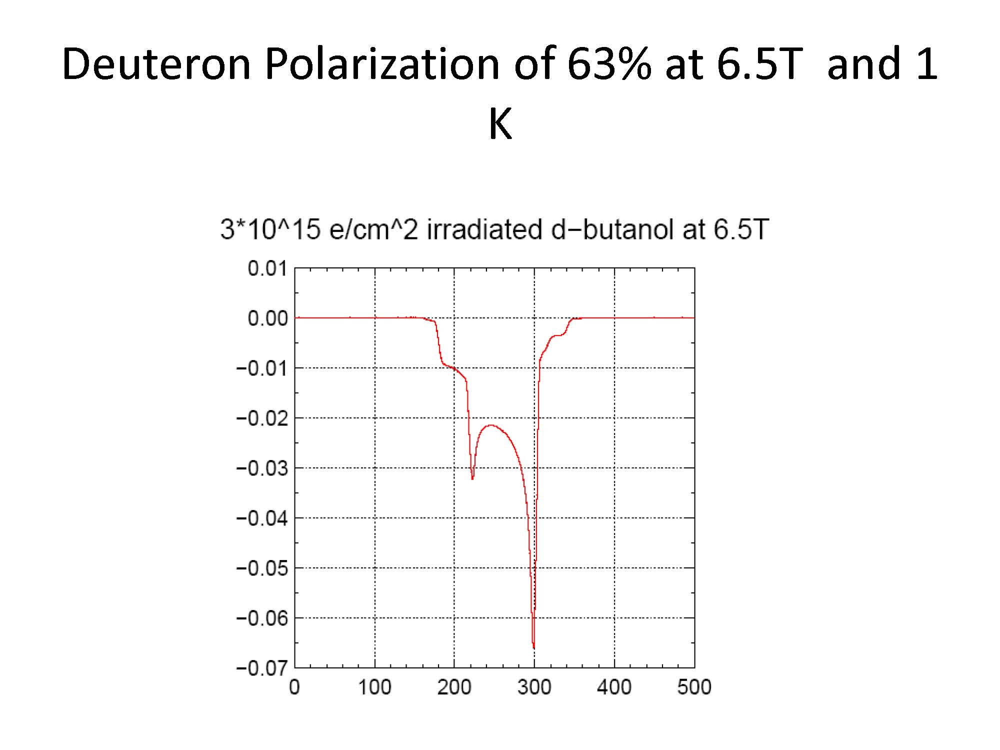 Deuteron Polarization of 63% at 6.5T  and 1
K
3*10^15 e/cm^2 irradiated d−butanol at 6.5T
0.01
0.00
−0.01
−0.02
−0.03
−0.04
−0.05
−0.06
−0.07
0 100 200 300 400 500